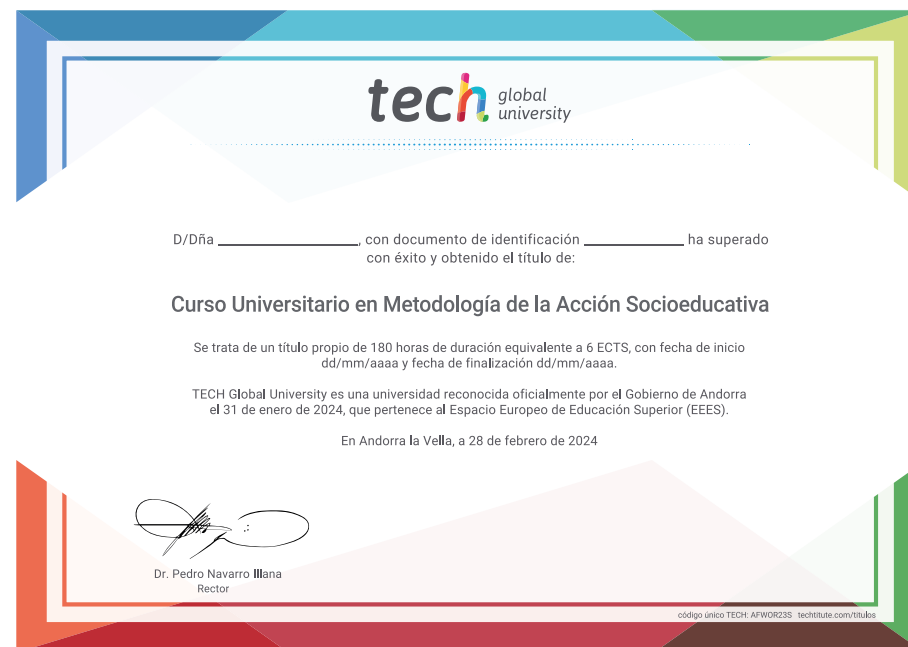 tech global university
D/Dña ______________, con documento de identificación __________ ha superado
con éxito y obtenido el título de:
Curso Universitario en Metodología de la Acción Socioeducativa
Se trata de un título propio de 180 horas de duración equivalente a 6 ECTS, con fecha de inicio
dd/mm/aaaa y fecha de finalización dd/mm/aaaa.
TECH Global University es una universidad reconocida oficialmente por el Gobierno de Andorra
el 31 de enero de 2024, que pertenece al Espacio Europeo de Educación Superior (EEES).
En Andorra la Vella, a 28 de febrero de 2024
Dr. Pedro Navarro Illana
Rector
código único TECH: AFWOR23S techtitute.com/titulos